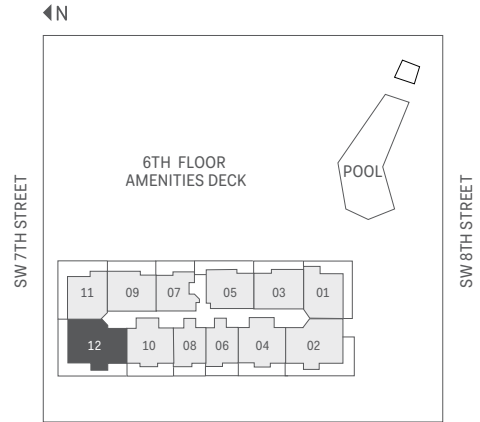 N
6TH FLOOR
AMENITIES DECK
POOL
SW 7TH STREET
SW 8TH STREET
11 09 07 05 03 01
12 10 08 06 04 02